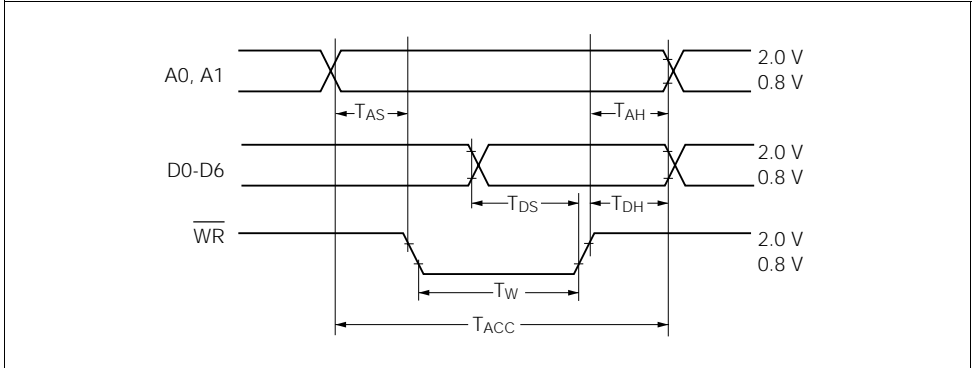 A0, A1
2.0 V
0.8 V
TAS
TAH
D0-D6
2.0 V
0.8 V
TDS
TDH
WR
2.0 V
0.8 V
TW
TACC